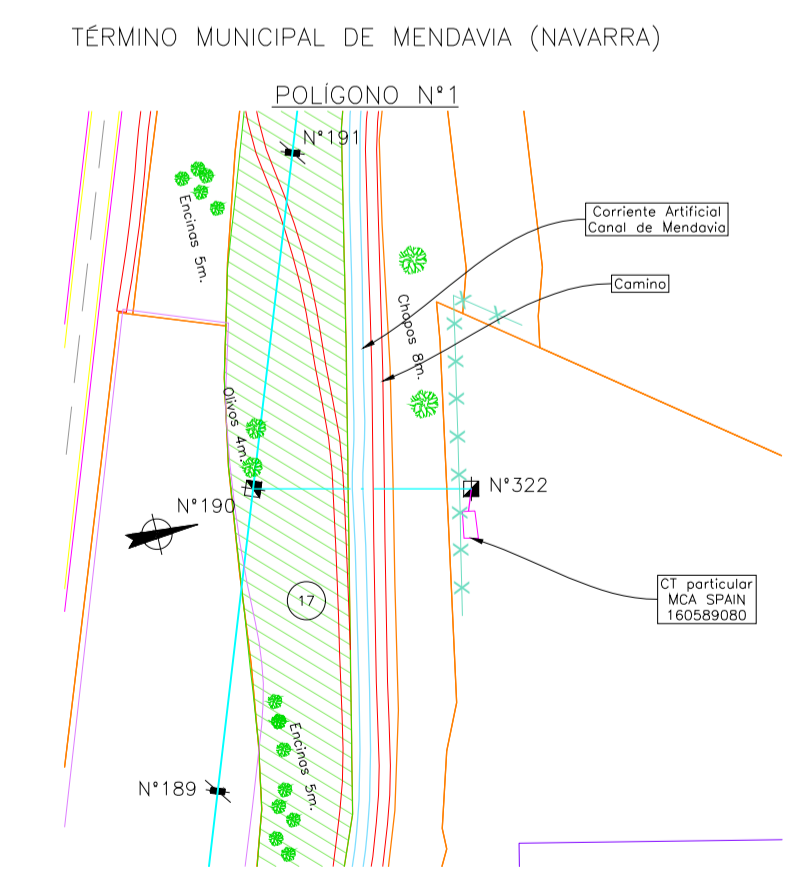 TÉRMINO MUNICIPAL DE MENDAVIA (NAVARRA)
POLÍGONO Nº1
Nº191
Encinas 5m.
Corriente Artificial
Canal de Mendavia
Camino
Chopos 8m.
Olivos 4m.
Nº190
Nº322
17
CT particular
MCA SPAIN
160589080
Encinas 5m.
Nº189